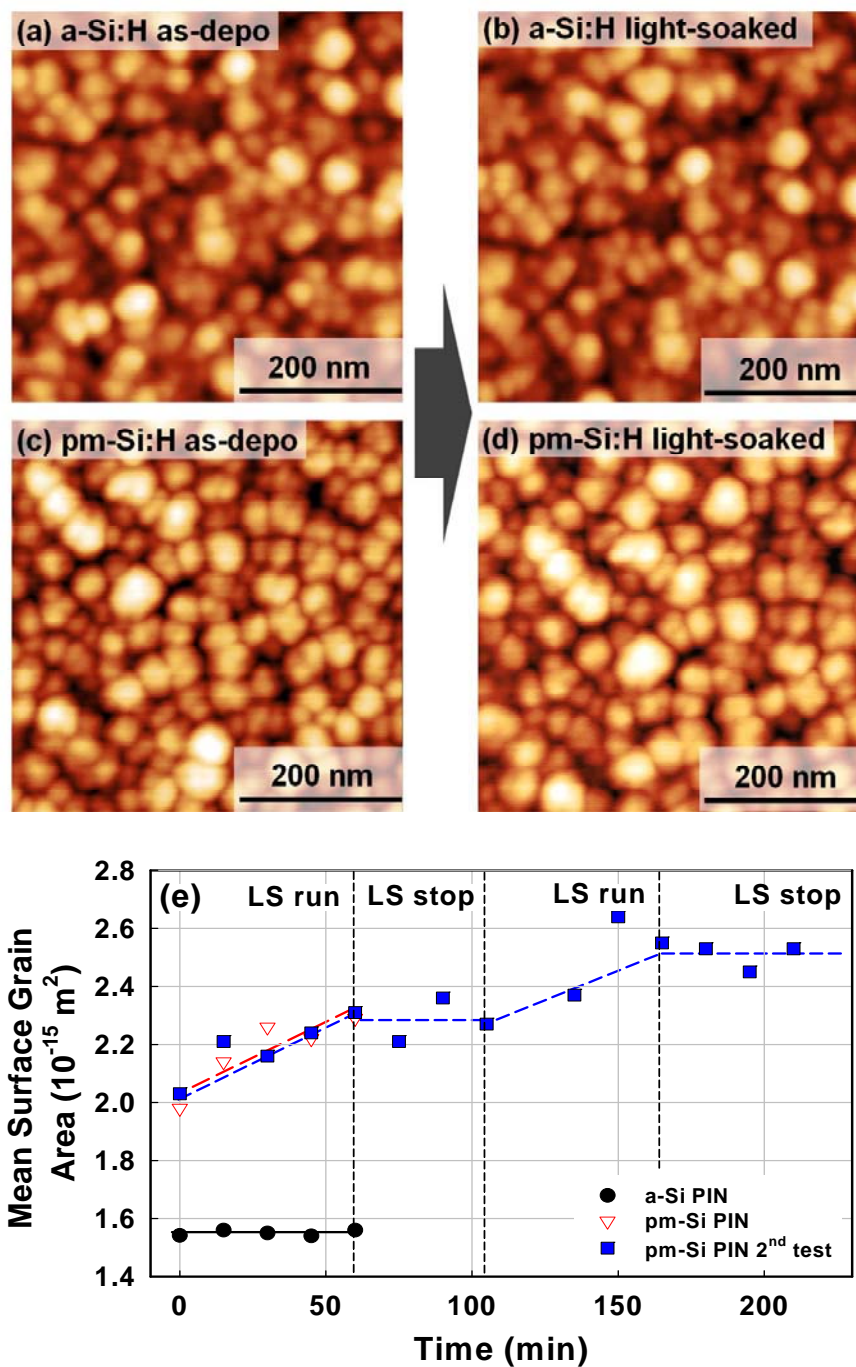 (a) a-Si:H as-depo
(b) a-Si:H light-soaked
200 nm
200 nm
(c) pm-Si:H as-depo
(d) pm-Si:H light-soaked
200 nm
200 nm
(e)
LS run
LS stop
LS run
LS stop
2.8
2.6
2.4
2.2
2.0
1.8
1.6
1.4
Mean Surface Grain
Area (10⁻¹⁵ m²)
a-Si PIN
pm-Si PIN
pm-Si PIN 2ⁿᵈ test
0 50 100 150 200
Time (min)